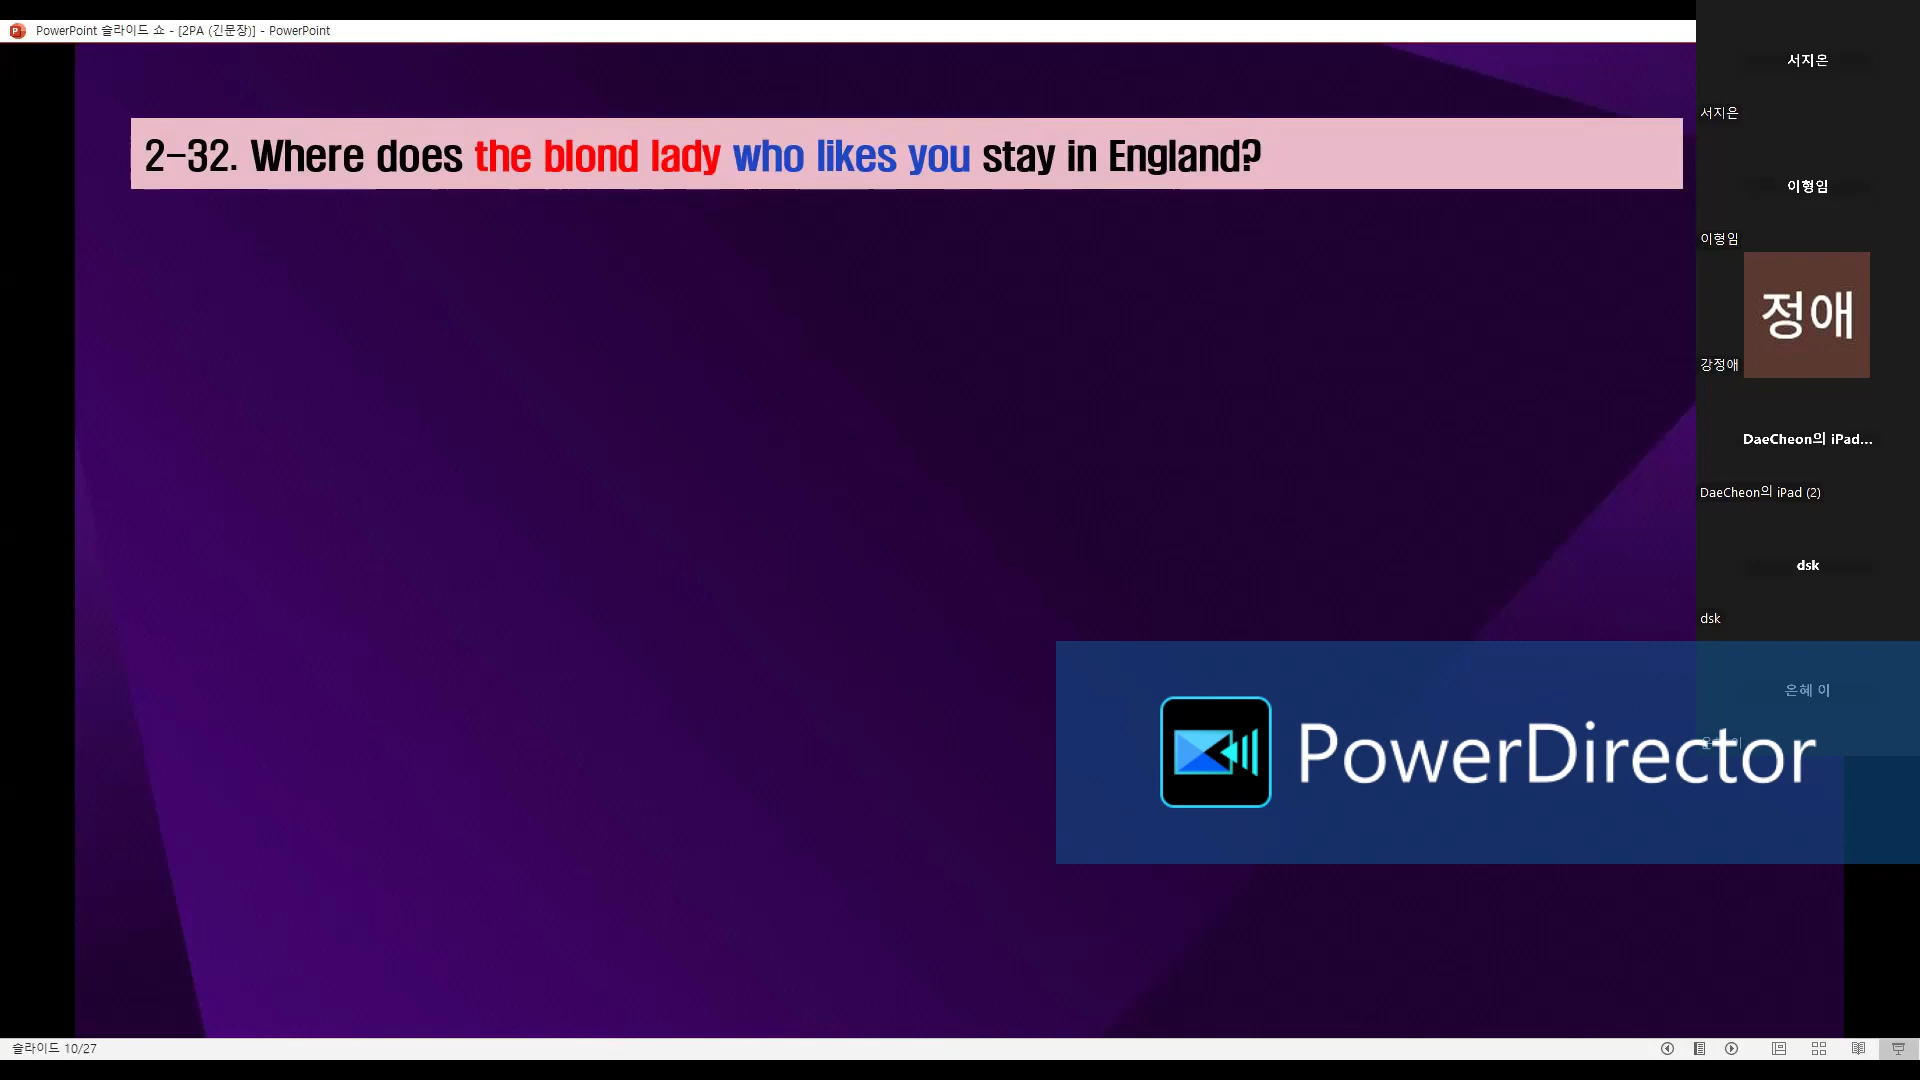 PowerPoint 슬라이드 쇼 - [2PA (긴문장)] - PowerPoint
2-32. Where does the blond lady who likes you stay in England?
서지은
서지은
이형임
이형임
정애
강정애
DaeCheon의 iPad...
DaeCheon의 iPad (2)
dsk
dsk
은혜 이
PowerDirector
슬라이드 10/27